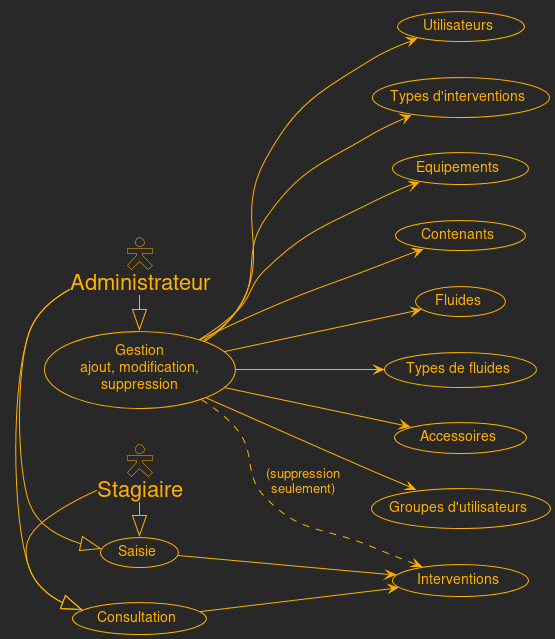 Utilisateurs
Types d'interventions
Equipements
Contenants
Administrateur
Fluides
Gestion
ajout, modification,
suppression
Types de fluides
Accessoires
Stagiaire
(suppression
seulement)
Groupes d'utilisateurs
Saisie
Interventions
Consultation